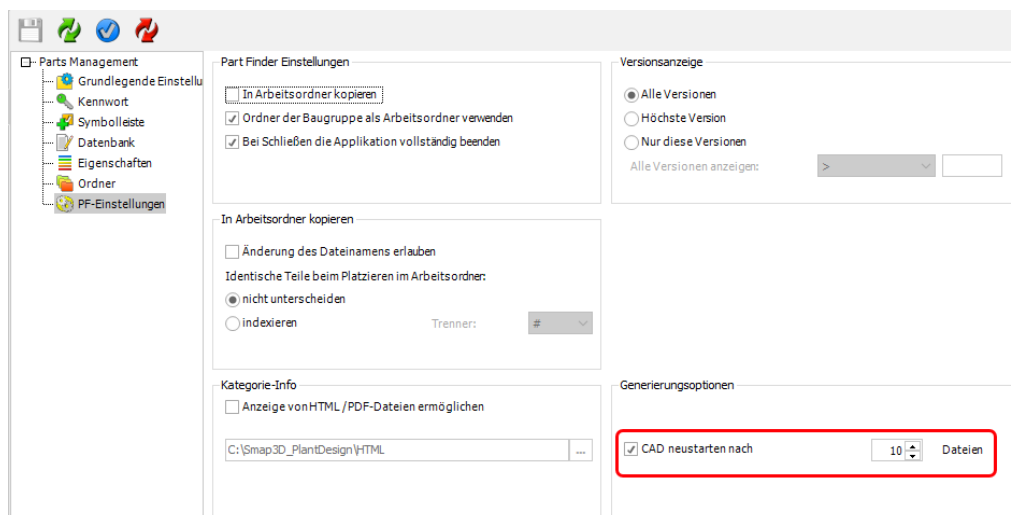 Parts Management
Grundlegende Einstellu
Kennwort
Symbolleiste
Datenbank
Eigenschaften
Ordner
PF-Einstellungen
Part Finder Einstellungen
In Arbeitsordner kopieren
Ordner der Baugruppe als Arbeitsordner verwenden
Bei Schließen die Applikation vollständig beenden
Versionsanzeige
Alle Versionen
Höchste Version
Nur diese Versionen
Alle Versionen anzeigen: >
In Arbeitsordner kopieren
Änderung des Dateinamens erlauben
Identische Teile beim Platzieren im Arbeitsordner:
nicht unterscheiden
indexieren Trenner: #
Kategorie-Info
Anzeige von HTML /PDF-Dateien ermöglichen
C:\Smap3D_PlantDesign\HTML ...
Generierungsoptionen
CAD neustarten nach 10 Dateien